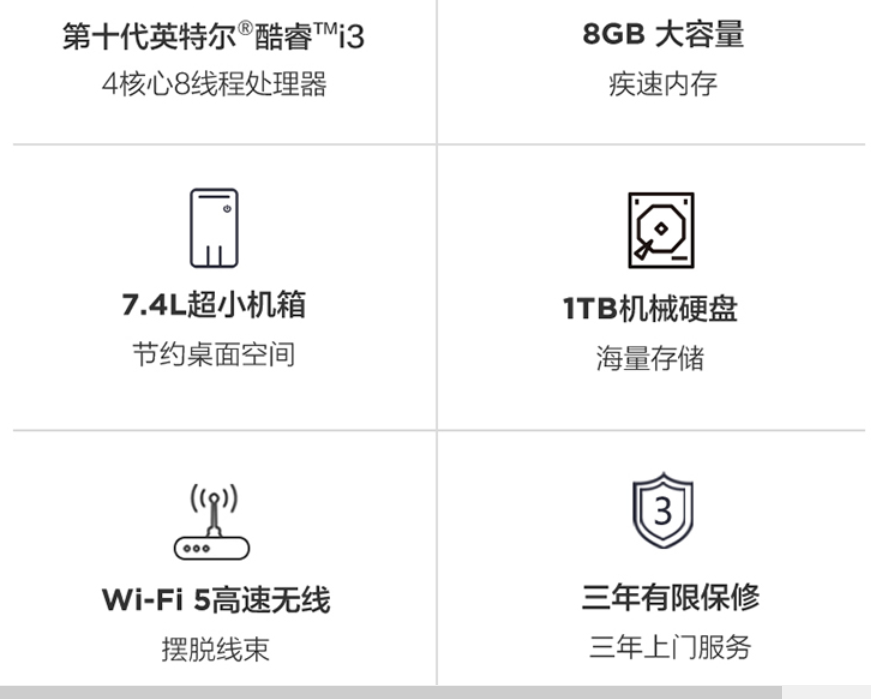 第十代英特尔®酷睿™i3
4核心8线程处理器
8GB 大容量
疾速内存
7.4L超小机箱
节约桌面空间
1TB机械硬盘
海量存储
Wi-Fi 5高速无线
摆脱线束
3
三年有限保修
三年上门服务